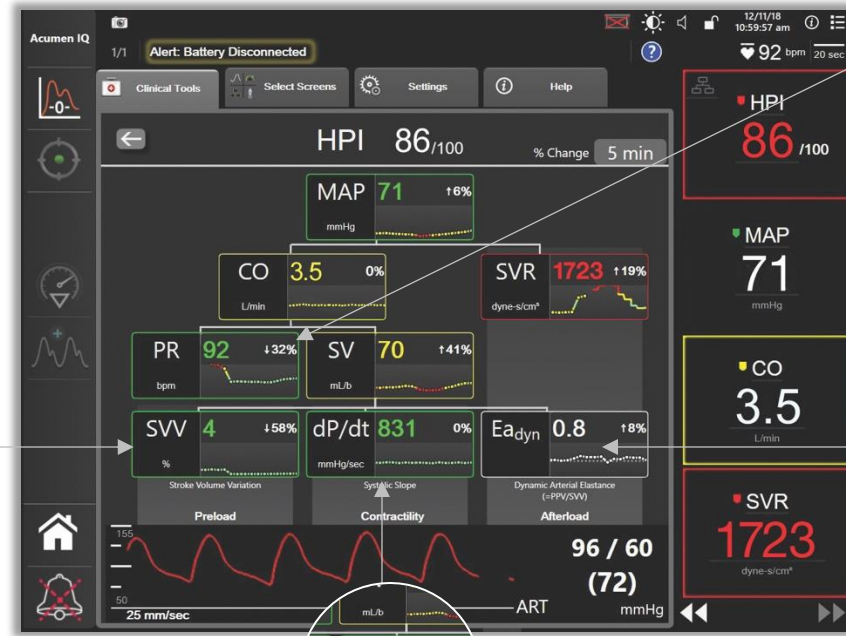 Acumen IQ
12/11/18
10:59:57 am
1/1 Alert: Battery Disconnected
92 bpm 20 sec
Clinical Tools
Select Screens
Settings
Help
-0-
HPI 86/100
% Change 5 min
MAP 71 ↑6%
mmHg
CO 3.5 0%
L/min
SVR 1723 ↑19%
dyne-s/cm⁵
PR 92 ↓32%
bpm
SV 70 ↑41%
mL/b
SVV 4 ↓58%
%
dP/dt 831 0%
mmHg/sec
Eadyn 0.8 ↑8%
Stroke Volume Variation
Systolic Slope
Dynamic Arterial Elastance
(=PPV/SVV)
Preload
Contractility
Afterload
155
50
25 mm/sec
mL/b
ART
96 / 60
(72)
mmHg
HPI
86 /100
MAP
71
mmHg
CO
3.5
L/min
SVR
1723
dyne-s/cm⁵